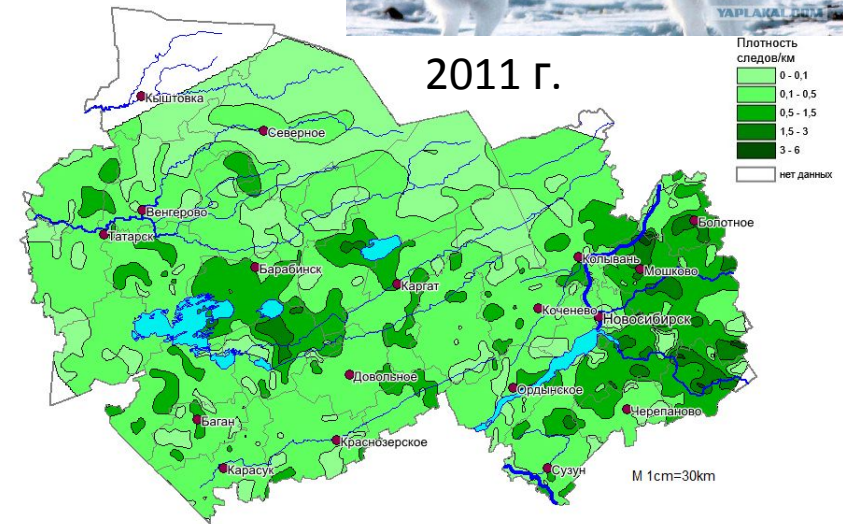 YAPLAKAL.COM
2011 г.
Плотность
следов/км
0 - 0,1
0,1 - 0,5
0,5 - 1,5
1,5 - 3
3 - 6
нет данных
Кыштовка
Северное
Венгерово
Татарск
Болотное
Барабинск
Колывань
Мошково
Каргат
Коченево
Новосибирск
Довольное
Ордынское
Черепаново
Баган
Краснозерское
Карасук
Сузун
М 1cm=30km